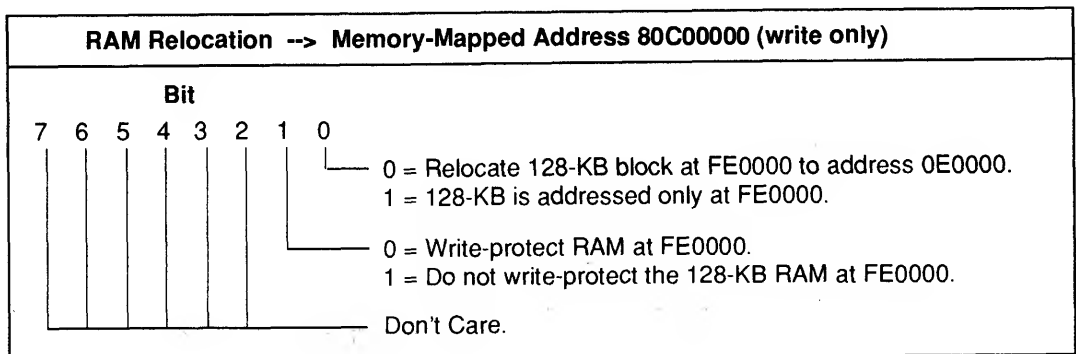 RAM Relocation --> Memory-Mapped Address 80C00000 (write only)
Bit
7 6 5 4 3 2 1 0
0 = Relocate 128-KB block at FE0000 to address 0E0000.
1 = 128-KB is addressed only at FE0000.
0 = Write-protect RAM at FE0000.
1 = Do not write-protect the 128-KB RAM at FE0000.
Don't Care.